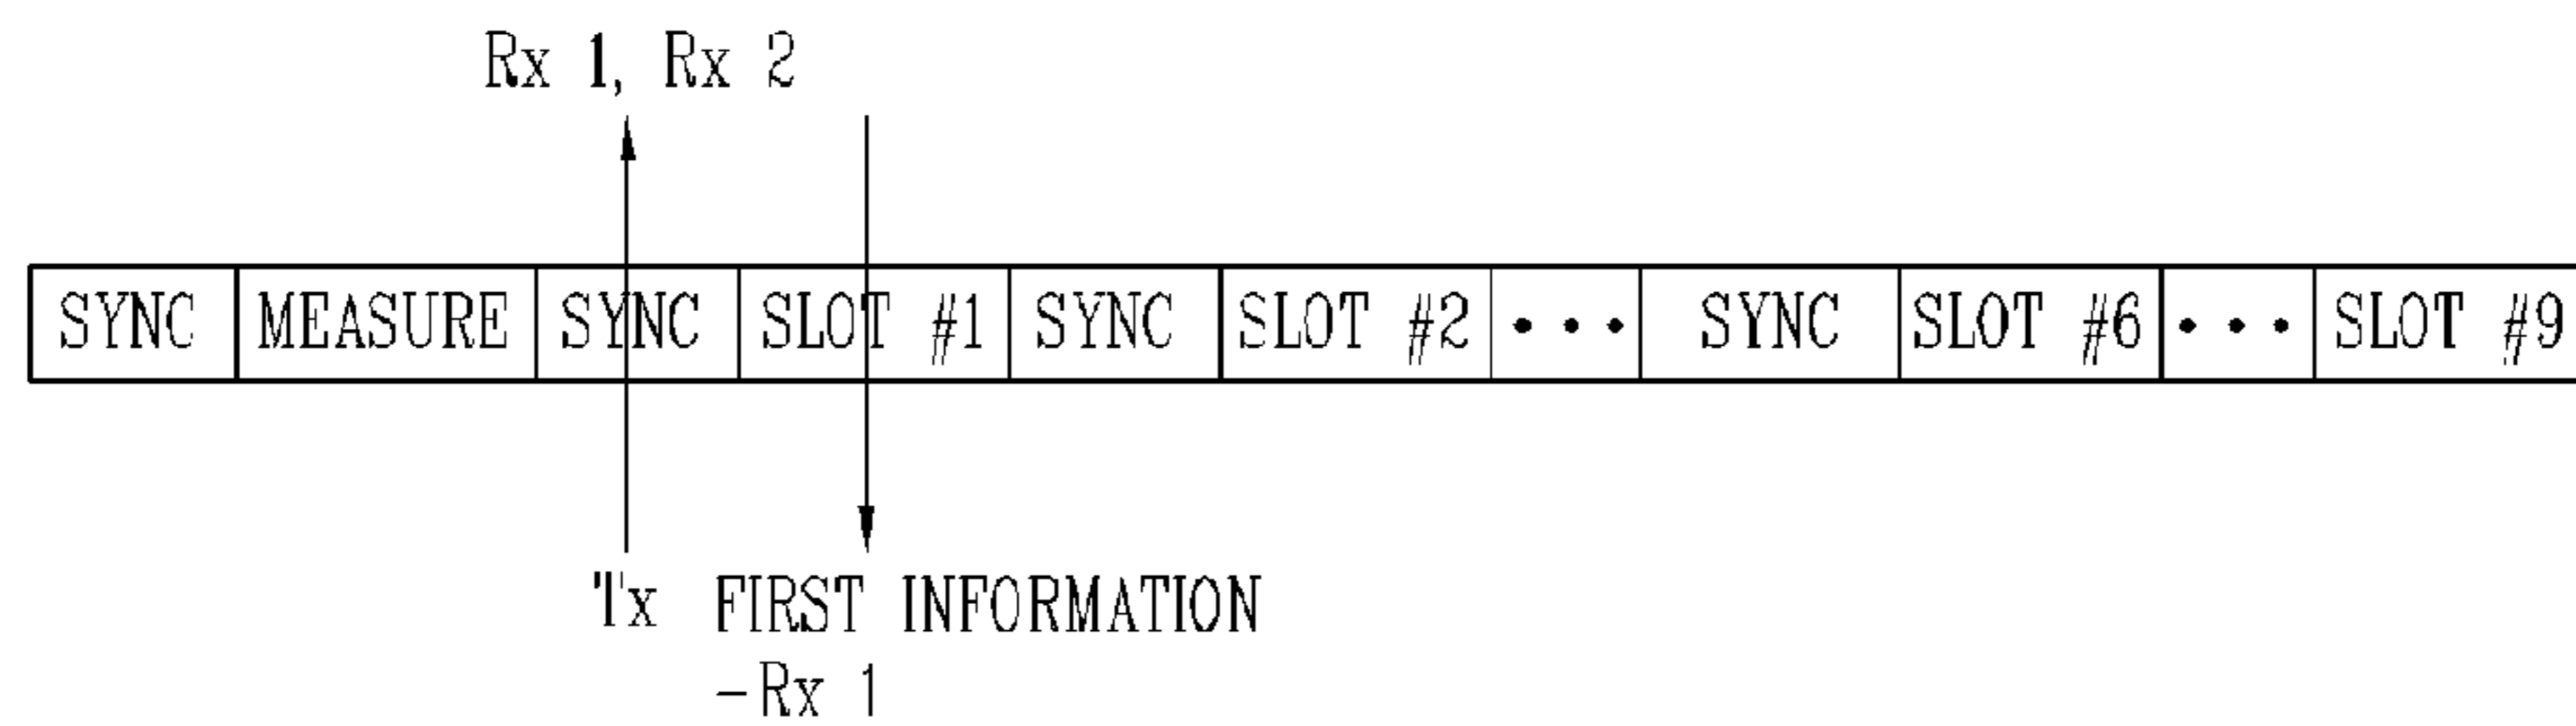 Rx 1, Rx 2
SYNC MEASURE SYNC SLOT #1 SYNC SLOT #2 ... SYNC SLOT #6 ... SLOT #9
Tx FIRST INFORMATION
-Rx 1